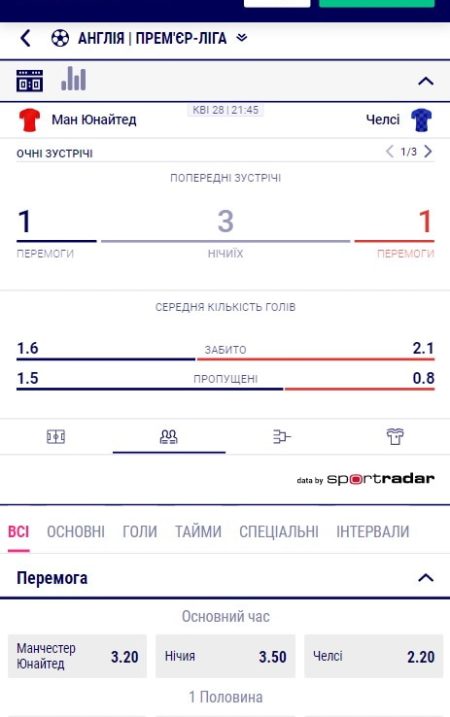 АНГЛІЯ | ПРЕМ'ЄР-ЛІГА
КВІ 28 | 21:45
Ман Юнайтед
Челсі
ОЧНІ ЗУСТРІЧІ
1/3
ПОПЕРЕДНІ ЗУСТРІЧІ
1 3 1
ПЕРЕМОГИ НІЧИЇХ ПЕРЕМОГИ
СЕРЕДНЯ КІЛЬКІСТЬ ГОЛІВ
1.6 ЗАБИТО 2.1
1.5 ПРОПУЩЕНІ 0.8
data by sportradar
ВСІ ОСНОВНІ ГОЛИ ТАЙМИ СПЕЦІАЛЬНІ ІНТЕРВАЛИ
Перемога
Основний час
Манчестер
Юнайтед 3.20
Нічия 3.50
Челсі 2.20
1 Половина